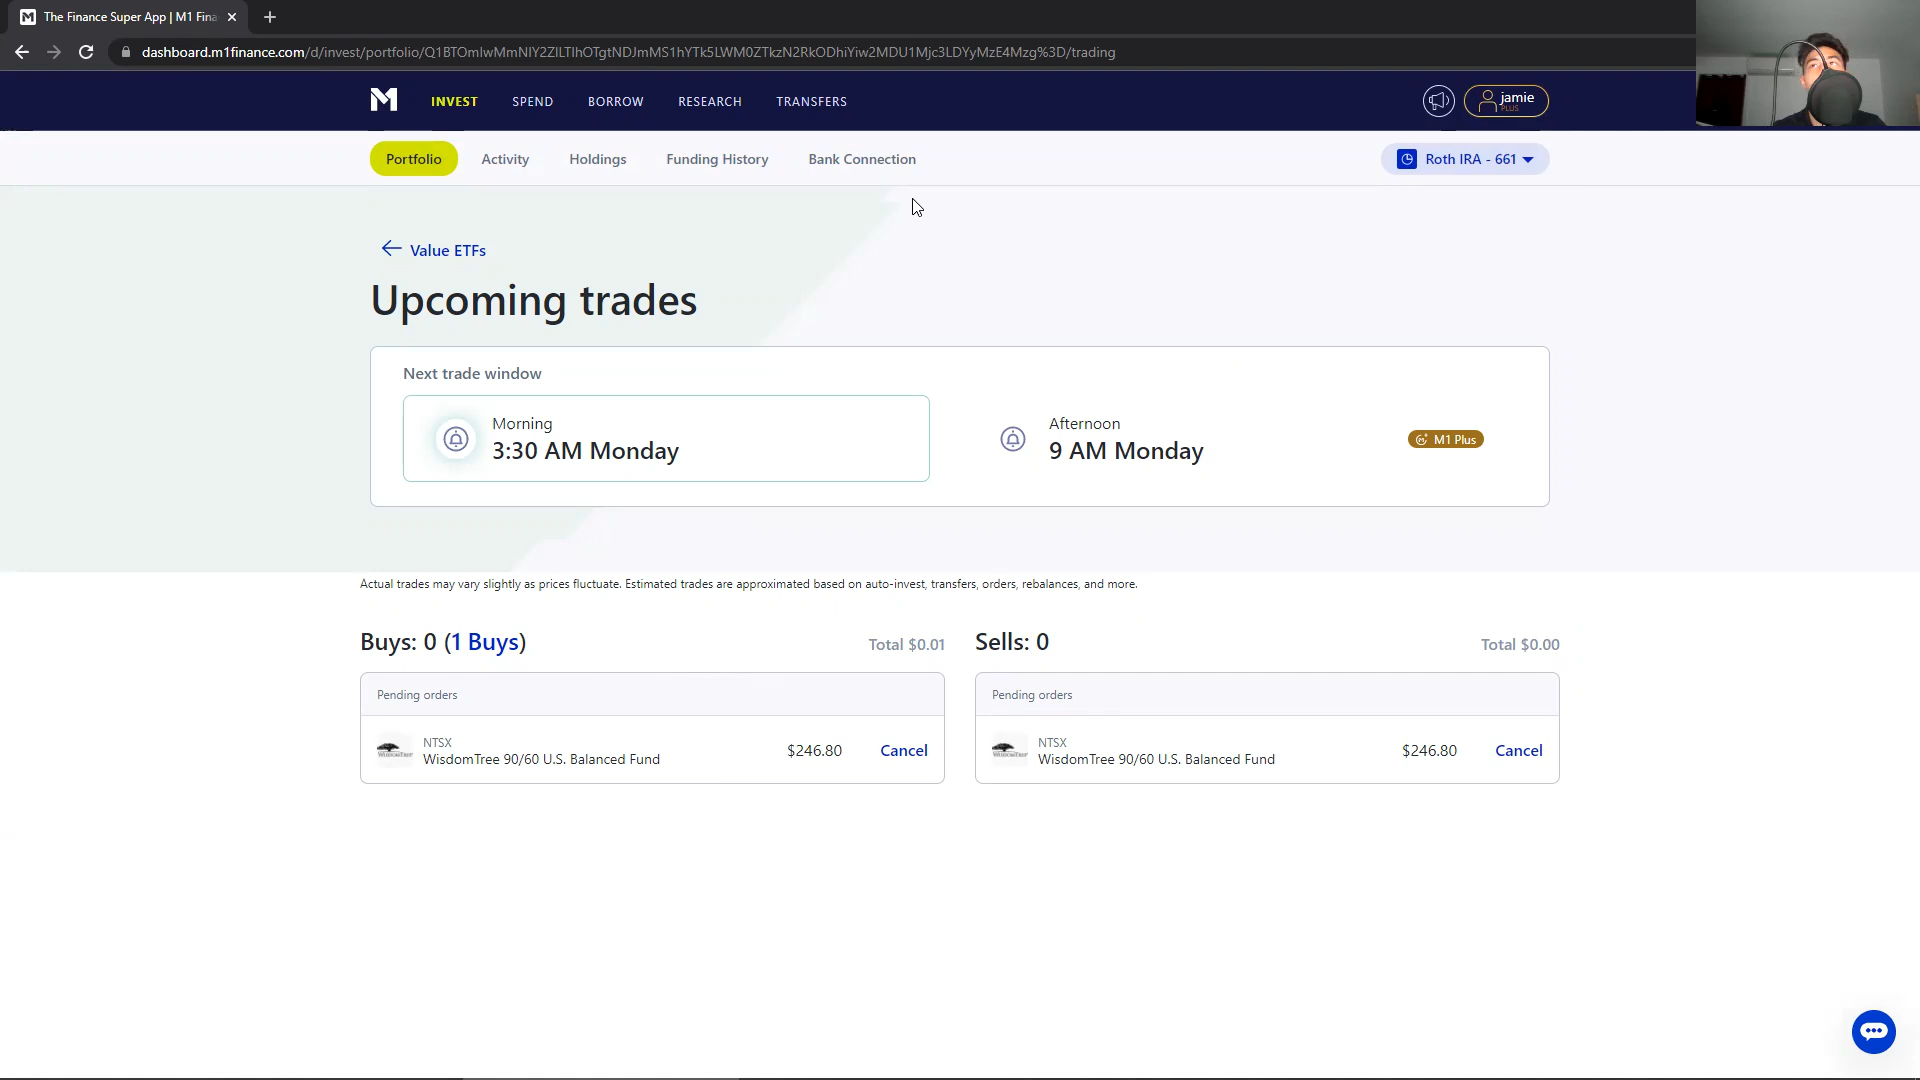 The Finance Super App | M1 Fina
dashboard.m1finance.com/d/invest/portfolio/Q1BTOmIwMmNlY2ZlLTlhOTgtNDJmMS1hYTk5LWM0ZTkzN2RkODhiYiw2MDU1Mjc3LDYyMzE4Mzg%3D/trading
INVEST SPEND BORROW RESEARCH TRANSFERS
jamie
PLUS
Portfolio Activity Holdings Funding History Bank Connection
Roth IRA - 661
Value ETFs
Upcoming trades
Next trade window
Morning
3:30 AM Monday
Afternoon
9 AM Monday
M1 Plus
Actual trades may vary slightly as prices fluctuate. Estimated trades are approximated based on auto-invest, transfers, orders, rebalances, and more.
Buys: 0 (1 Buys)
Total $0.01
Pending orders
NTSX
WisdomTree 90/60 U.S. Balanced Fund
$246.80
Cancel
Sells: 0
Total $0.00
Pending orders
NTSX
WisdomTree 90/60 U.S. Balanced Fund
$246.80
Cancel